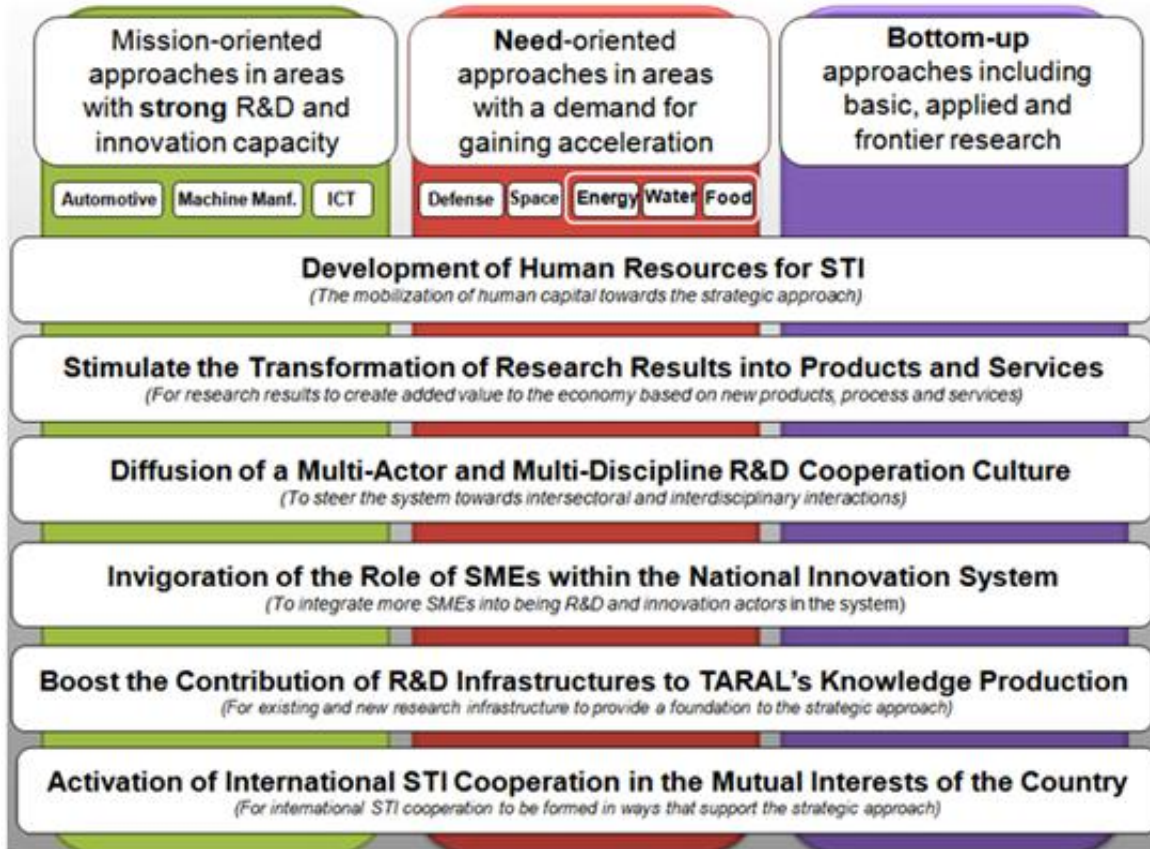 Mission-oriented
approaches in areas
with strong R&D and
innovation capacity
Automotive
Machine Manf.
ICT
Need-oriented
approaches in areas
with a demand for
gaining acceleration
Defense
Space
Energy
Water
Food
Bottom-up
approaches including
basic, applied and
frontier research
Development of Human Resources for STI
(The mobilization of human capital towards the strategic approach)
Stimulate the Transformation of Research Results into Products and Services
(For research results to create added value to the economy based on new products, process and services)
Diffusion of a Multi-Actor and Multi-Discipline R&D Cooperation Culture
(To steer the system towards intersectoral and interdisciplinary interactions)
Invigoration of the Role of SMEs within the National Innovation System
(To integrate more SMEs into being R&D and innovation actors in the system)
Boost the Contribution of R&D Infrastructures to TARAL's Knowledge Production
(For existing and new research infrastructure to provide a foundation to the strategic approach)
Activation of International STI Cooperation in the Mutual Interests of the Country
(For international STI cooperation to be formed in ways that support the strategic approach)